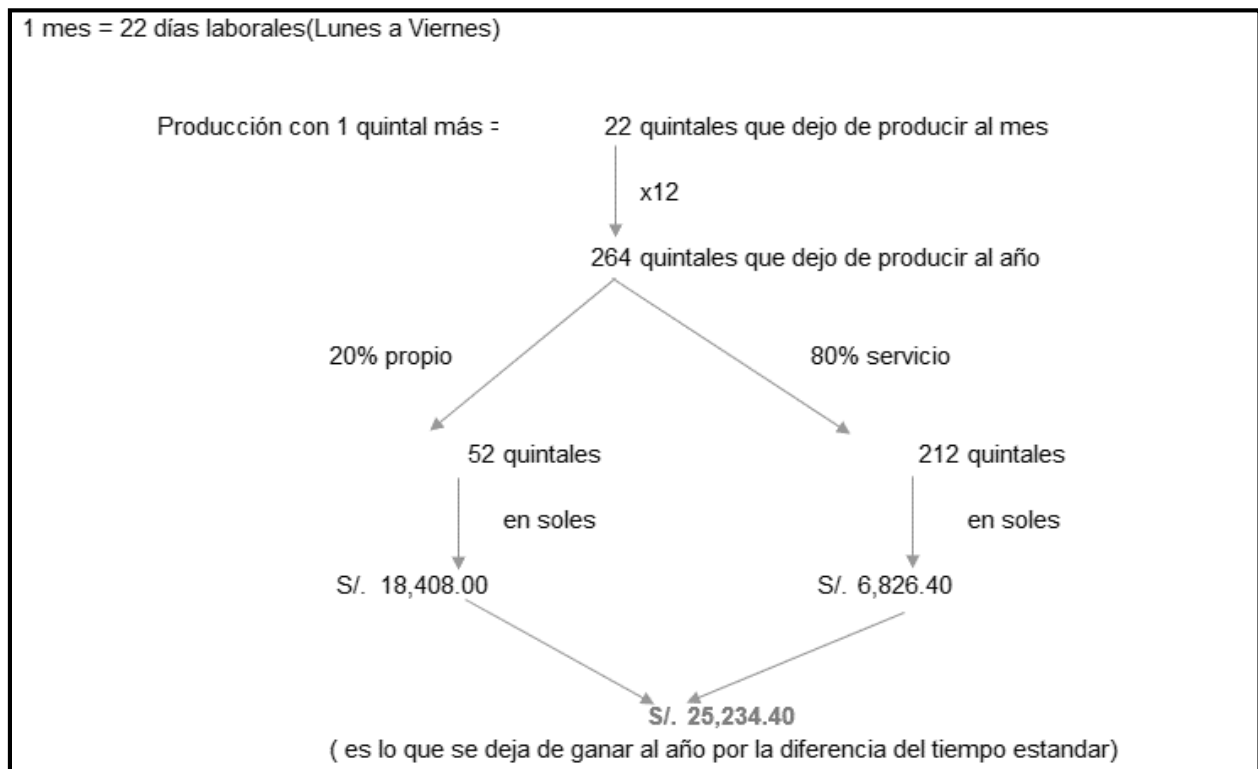 1 mes = 22 días laborales(Lunes a Viernes)
Producción con 1 quintal más = 22 quintales que dejo de producir al mes
x12
264 quintales que dejo de producir al año
20% propio 80% servicio
52 quintales 212 quintales
en soles en soles
S/. 18,408.00 S/. 6,826.40
S/. 25,234.40
( es lo que se deja de ganar al año por la diferencia del tiempo estandar)